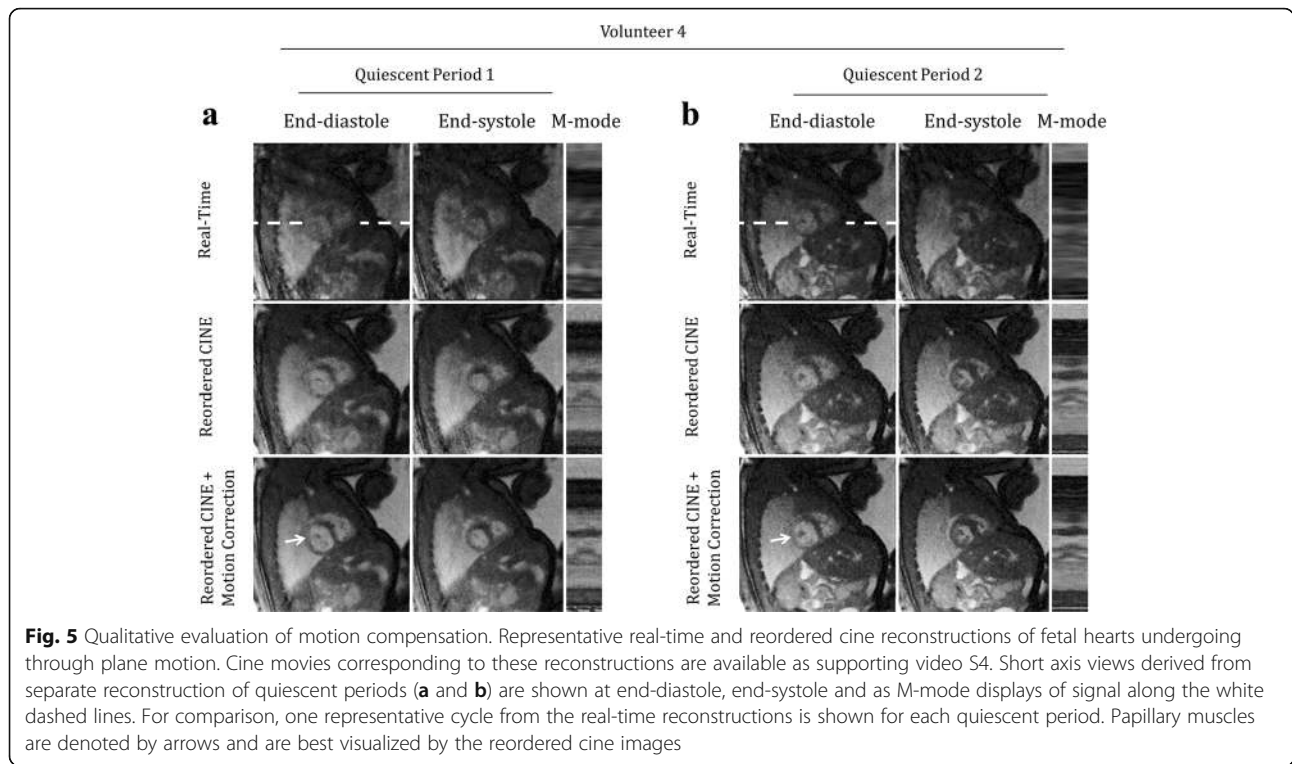 Volunteer 4
Quiescent Period 1
Quiescent Period 2
a
End-diastole
End-systole
M-mode
b
End-diastole
End-systole
M-mode
Real-Time
Real-Time
Reordered CINE
Reordered CINE
Reordered CINE +
Motion Correction
Reordered CINE +
Motion Correction
Fig. 5 Qualitative evaluation of motion compensation. Representative real-time and reordered cine reconstructions of fetal hearts undergoing
through plane motion. Cine movies corresponding to these reconstructions are available as supporting video S4. Short axis views derived from
separate reconstruction of quiescent periods (a and b) are shown at end-diastole, end-systole and as M-mode displays of signal along the white
dashed lines. For comparison, one representative cycle from the real-time reconstructions is shown for each quiescent period. Papillary muscles
are denoted by arrows and are best visualized by the reordered cine images